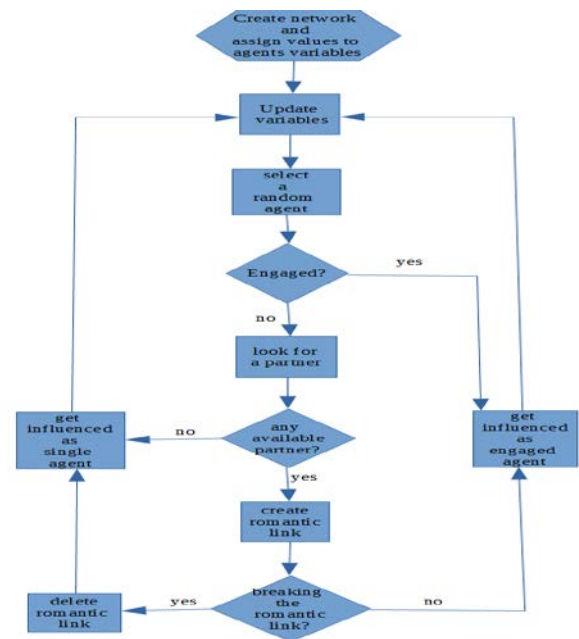 Create network
and
assign values to
agents variables
Update
variables
select
a
random
agent
Engaged?
yes
no
look for
a partner
any
available
partner?
no
yes
get
influenced
as
single
agent
get
influenced
as
engaged
agent
create
romantic
link
breaking
the
romantic
link?
yes
no
delete
romantic
link